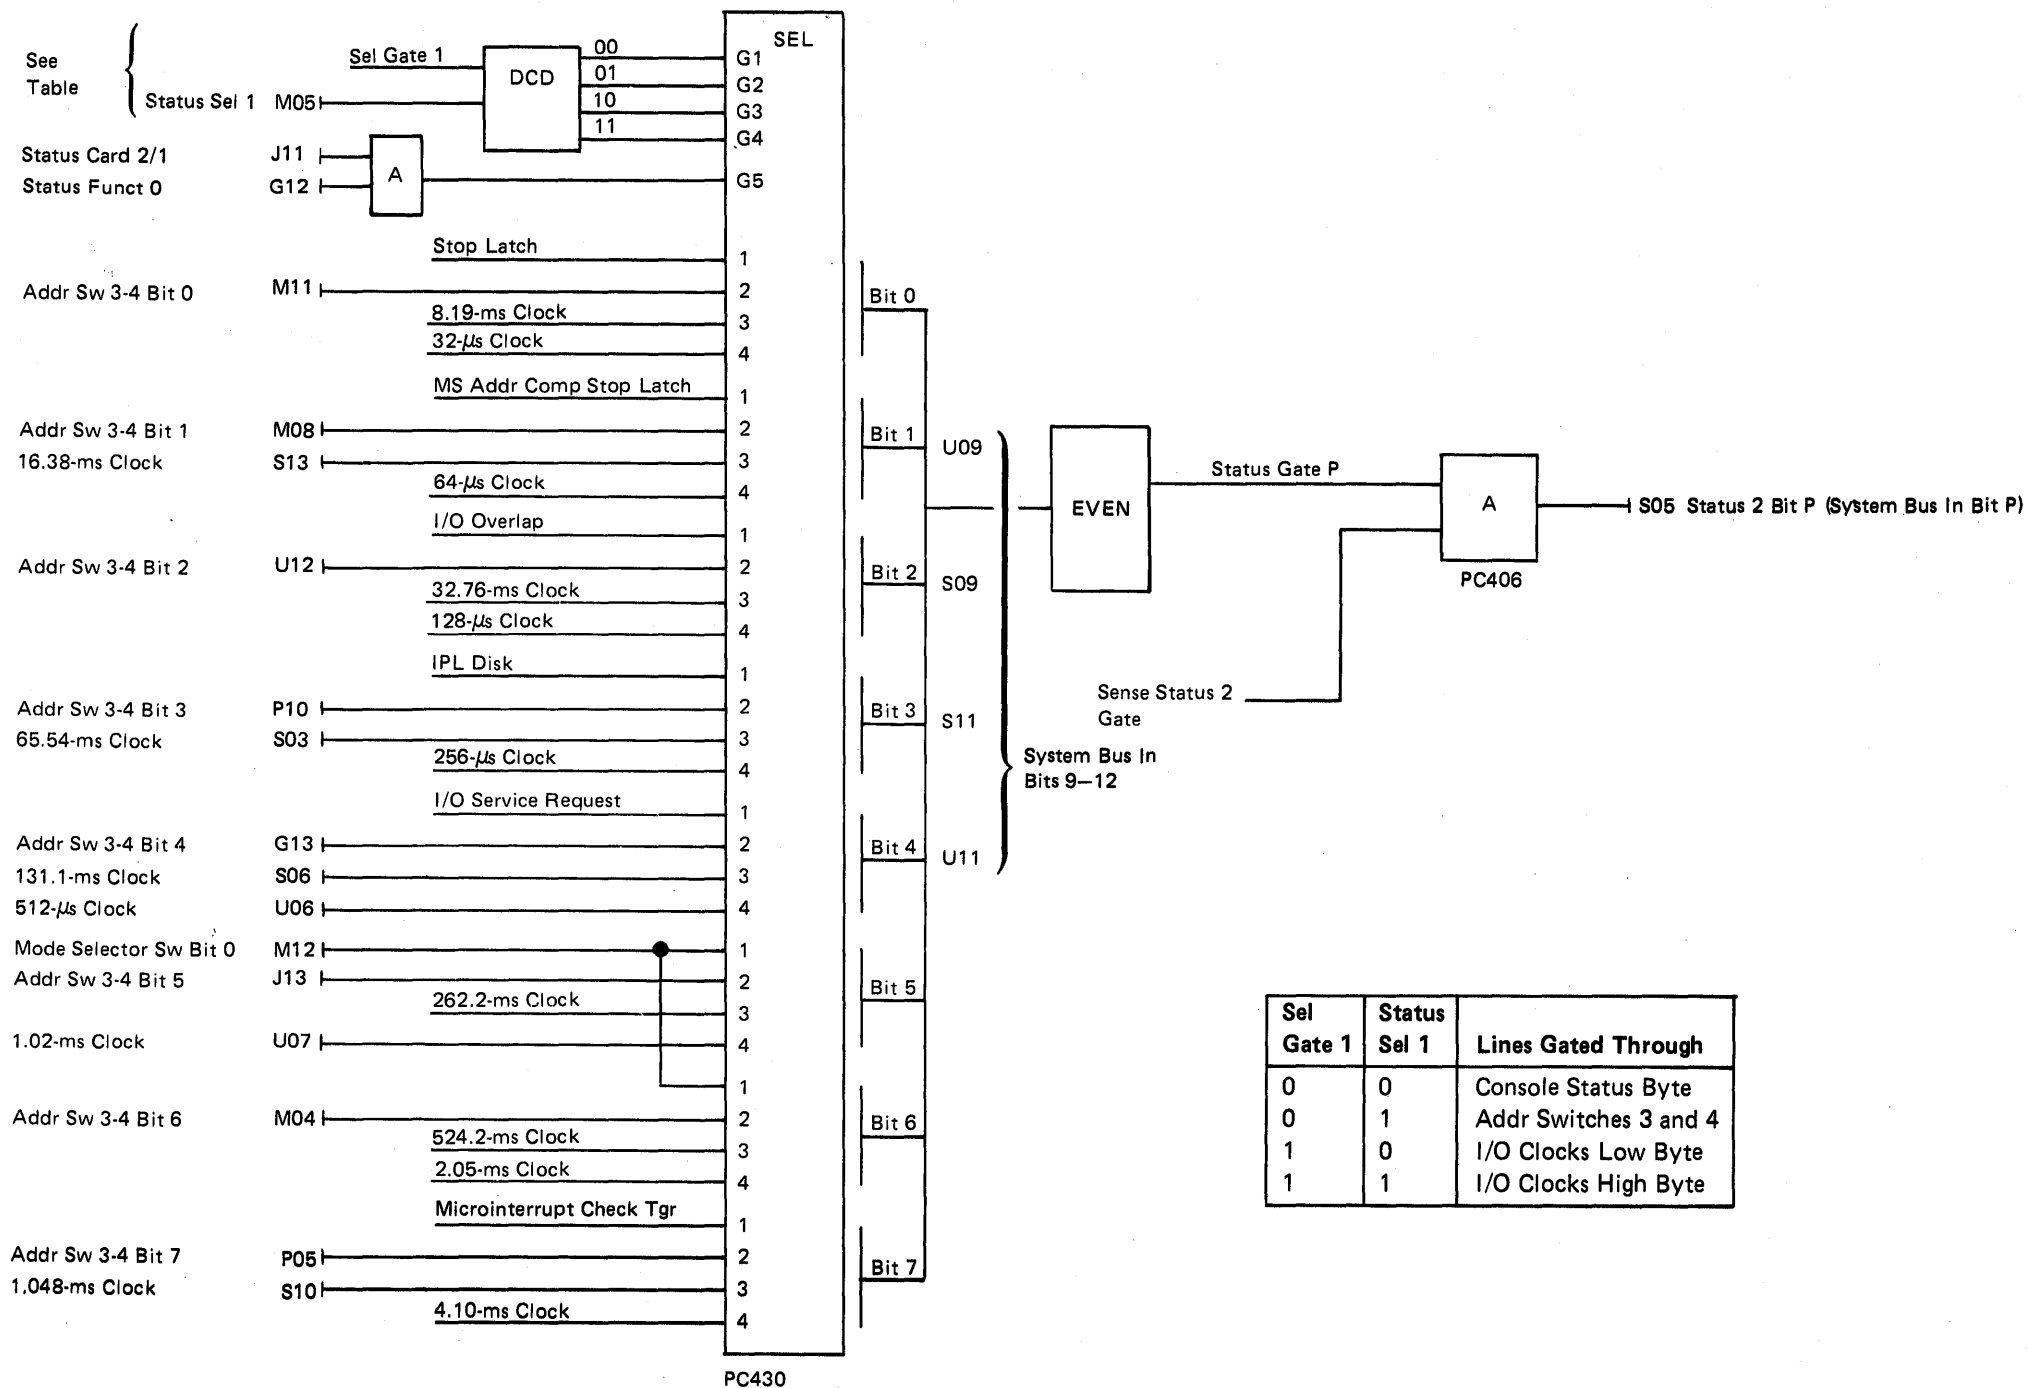 SEL
See
Table
Sel Gate 1
Status Sel 1 M05
DCD
00
01
10
11
G1
G2
G3
G4
Status Card 2/1 J11
Status Funct 0 G12
A
G5
Stop Latch 1
Addr Sw 3-4 Bit 0 M11 2
8.19-ms Clock 3
32-μs Clock 4
Bit 0
MS Addr Comp Stop Latch 1
Addr Sw 3-4 Bit 1 M08 2
16.38-ms Clock S13 3
64-μs Clock 4
Bit 1 U09
I/O Overlap 1
Addr Sw 3-4 Bit 2 U12 2
32.76-ms Clock 3
128-μs Clock 4
Bit 2 S09
IPL Disk 1
Addr Sw 3-4 Bit 3 P10 2
65.54-ms Clock S03 3
256-μs Clock 4
Bit 3 S11
I/O Service Request 1
Addr Sw 3-4 Bit 4 G13 2
131.1-ms Clock S06 3
512-μs Clock U06 4
Bit 4 U11
Mode Selector Sw Bit 0 M12 1
Addr Sw 3-4 Bit 5 J13 2
262.2-ms Clock 3
1.02-ms Clock U07 4
Bit 5
1
Addr Sw 3-4 Bit 6 M04 2
524.2-ms Clock 3
2.05-ms Clock 4
Bit 6
Microinterrupt Check Tgr 1
Addr Sw 3-4 Bit 7 P05 2
1.048-ms Clock S10 3
4.10-ms Clock 4
Bit 7
PC430
System Bus In
Bits 9–12
EVEN
Status Gate P
A
PC406
S05 Status 2 Bit P (System Bus In Bit P)
Sense Status 2
Gate
Sel Status
Gate 1 Sel 1 Lines Gated Through
0 0 Console Status Byte
0 1 Addr Switches 3 and 4
1 0 I/O Clocks Low Byte
1 1 I/O Clocks High Byte